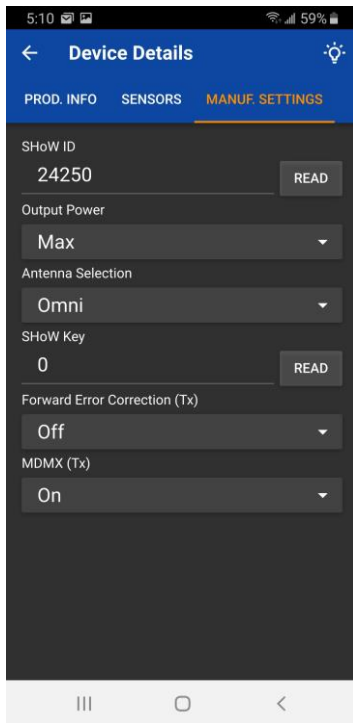 5:10 59%
Device Details
PROD. INFO SENSORS MANUF. SETTINGS
SHoW ID
24250 READ
Output Power
Max
Antenna Selection
Omni
SHoW Key
0 READ
Forward Error Correction (Tx)
Off
MDMX (Tx)
On